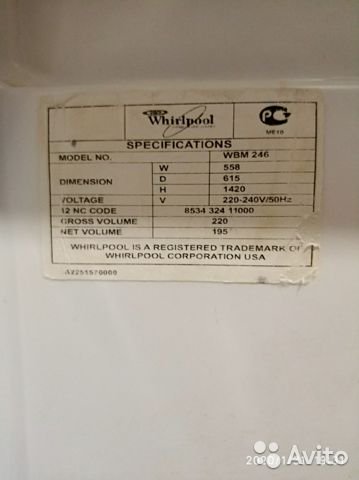 Whirlpool
PC
ME10
SPECIFICATIONS
MODEL NO. WBM 246
W 558
DIMENSION D 615
H 1420
VOLTAGE V 220-240V/50Hz
12 NC CODE 8534 324 11000
GROSS VOLUME 220
NET VOLUME 195
WHIRLPOOL IS A REGISTERED TRADEMARK OF
WHIRLPOOL CORPORATION USA
A2251570000
Avito